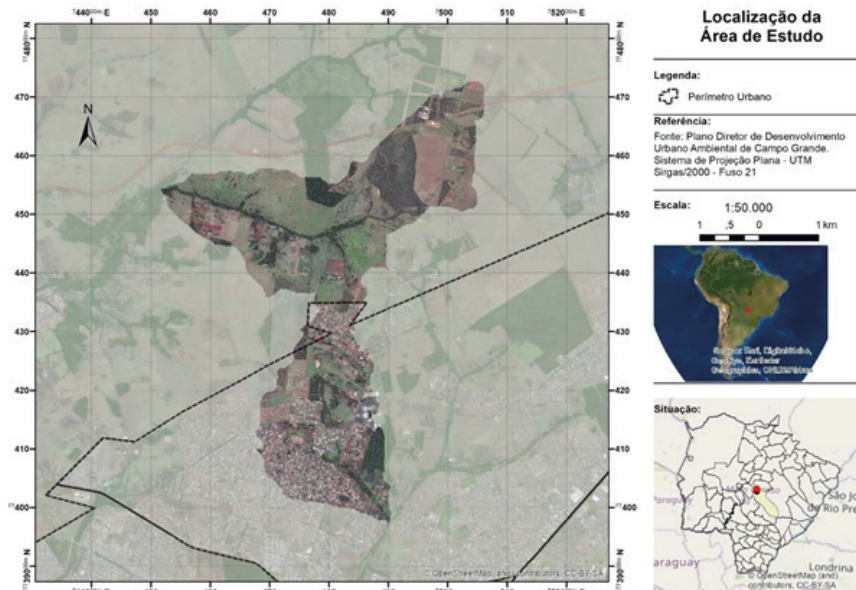 Localização da
Área de Estudo
Legenda:
Perímetro Urbano
Referência:
Fonte: Plano Diretor de Desenvolvimento
Urbano Ambiental de Campo Grande.
Sistema de Projeção Plana - UTM
Sirgas/2000 - Fuso 21
Escala:
1:50.000
1 .5 0 1 km
Situação:
Paraguay
São Jo
do Rio Pre
araguay
Londrina
© OpenStreetMap (and)
contributors, CC-BY-SA
N
450 460 470 480 490 500 510
470
460
450
440
430
420
410
© OpenStreetMap (and) contributors, CC-BY-SA